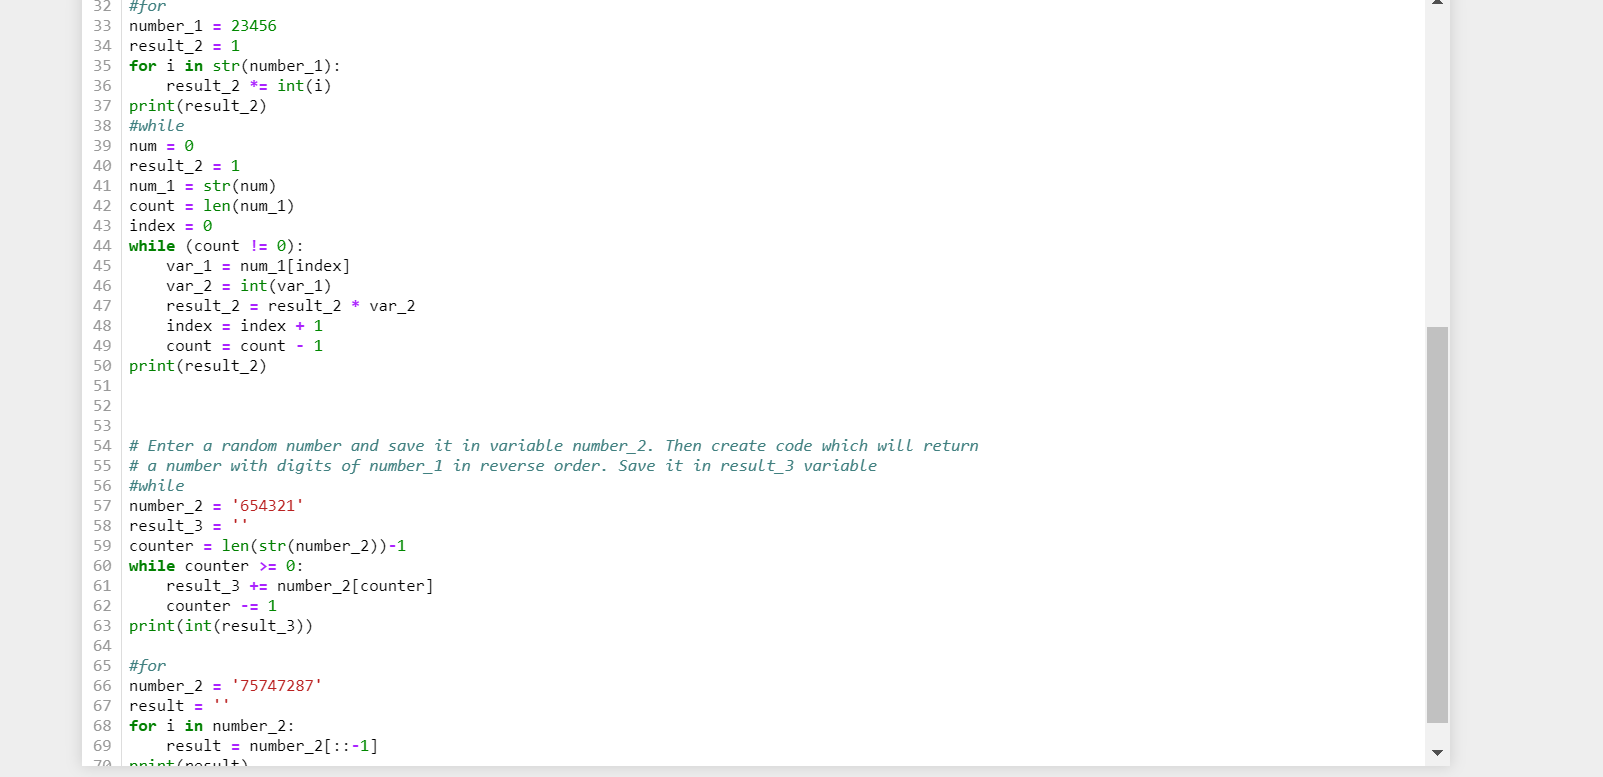 32 #for
33 number_1 = 23456
34 result_2 = 1
35 for i in str(number_1):
36     result_2 *= int(i)
37 print(result_2)
38 #while
39 num = 0
40 result_2 = 1
41 num_1 = str(num)
42 count = len(num_1)
43 index = 0
44 while (count != 0):
45     var_1 = num_1[index]
46     var_2 = int(var_1)
47     result_2 = result_2 * var_2
48     index = index + 1
49     count = count - 1
50 print(result_2)
51
52
53
54 # Enter a random number and save it in variable number_2. Then create code which will return
55 # a number with digits of number_1 in reverse order. Save it in result_3 variable
56 #while
57 number_2 = '654321'
58 result_3 = ''
59 counter = len(str(number_2))-1
60 while counter >= 0:
61     result_3 += number_2[counter]
62     counter -= 1
63 print(int(result_3))
64
65 #for
66 number_2 = '75747287'
67 result = ''
68 for i in number_2:
69     result = number_2[::-1]
70 print(result)